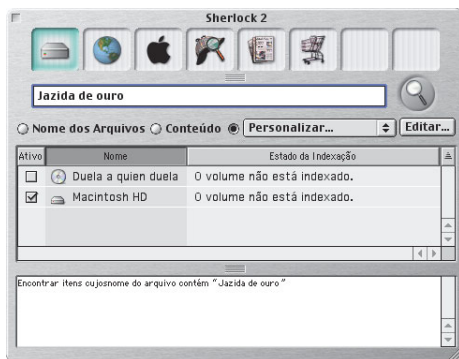 Sherlock 2
Jazida de ouro
Nome dos Arquivos Conteúdo Personalizar... Editar...
Ativo Nome Estado da Indexação
Duela a quien duela O volume não está indexado.
Macintosh HD O volume não está indexado.
Encontrar itens cujosnome do arquivo contém "Jazida de ouro"